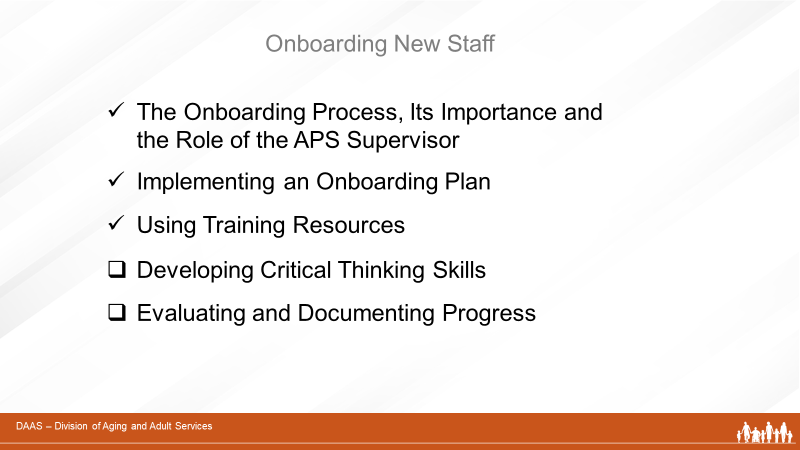 Onboarding New Staff
✓ The Onboarding Process, Its Importance and
the Role of the APS Supervisor
✓ Implementing an Onboarding Plan
✓ Using Training Resources
❑ Developing Critical Thinking Skills
❑ Evaluating and Documenting Progress
DAAS – Division of Aging and Adult Services